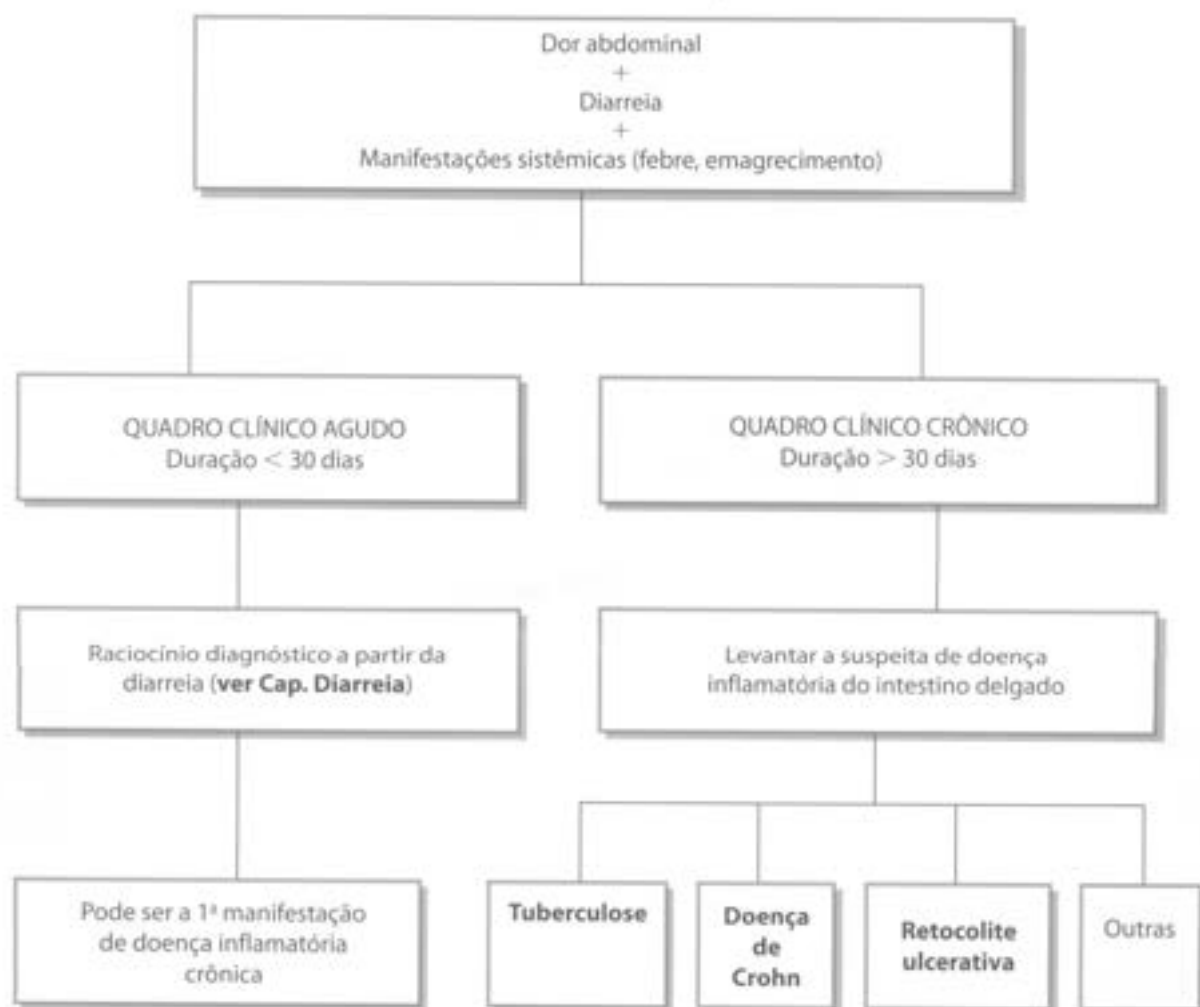 Dor abdominal
+
Diarreia
+
Manifestações sistêmicas (febre, emagrecimento)
QUADRO CLÍNICO AGUDO
Duração < 30 dias
QUADRO CLÍNICO CRÔNICO
Duração > 30 dias
Raciocínio diagnóstico a partir da
diarreia (ver Cap. Diarreia)
Levantar a suspeita de doença
inflamatória do intestino delgado
Pode ser a 1ª manifestação
de doença inflamatória
crônica
Tuberculose
Doença
de
Crohn
Retocolite
ulcerativa
Outras